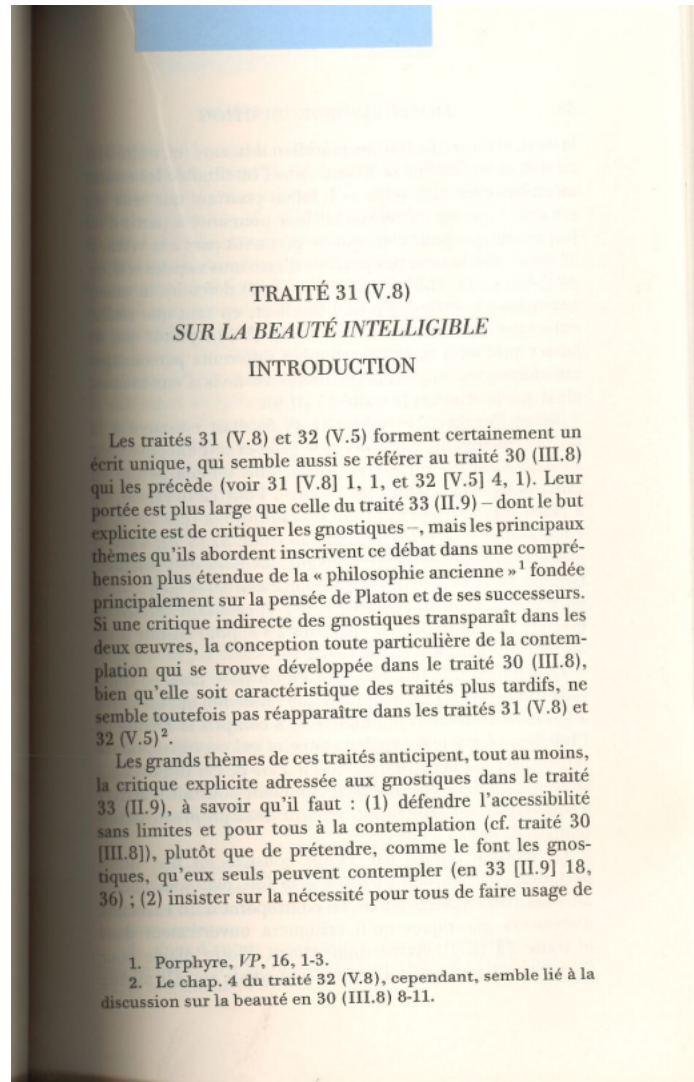 TRAITÉ 31 (V.8)
SUR LA BEAUTÉ INTELLIGIBLE
INTRODUCTION
Les traités 31 (V.8) et 32 (V.5) forment certainement un
écrit unique, qui semble aussi se référer au traité 30 (III.8)
qui les précède (voir 31 [V.8] 1, 1, et 32 [V.5] 4, 1). Leur
portée est plus large que celle du traité 33 (II.9) – dont le but
explicite est de critiquer les gnostiques –, mais les principaux
thèmes qu’ils abordent inscrivent ce débat dans une compré-
hension plus étendue de la « philosophie ancienne »¹ fondée
principalement sur la pensée de Platon et de ses successeurs.
Si une critique indirecte des gnostiques transparaît dans les
deux œuvres, la conception toute particulière de la contem-
plation qui se trouve développée dans le traité 30 (III.8),
bien qu’elle soit caractéristique des traités plus tardifs, ne
semble toutefois pas réapparaître dans les traités 31 (V.8) et
32 (V.5)².
Les grands thèmes de ces traités anticipent, tout au moins,
la critique explicite adressée aux gnostiques dans le traité
33 (II.9), à savoir qu’il faut : (1) défendre l’accessibilité
sans limites et pour tous à la contemplation (cf. traité 30
[III.8]), plutôt que de prétendre, comme le font les gnos-
tiques, qu’eux seuls peuvent contempler (en 33 [II.9] 18,
36) ; (2) insister sur la nécessité pour tous de faire usage de
1. Porphyre, VP, 16, 1-3.
2. Le chap. 4 du traité 32 (V.8), cependant, semble lié à la
discussion sur la beauté en 30 (III.8) 8-11.